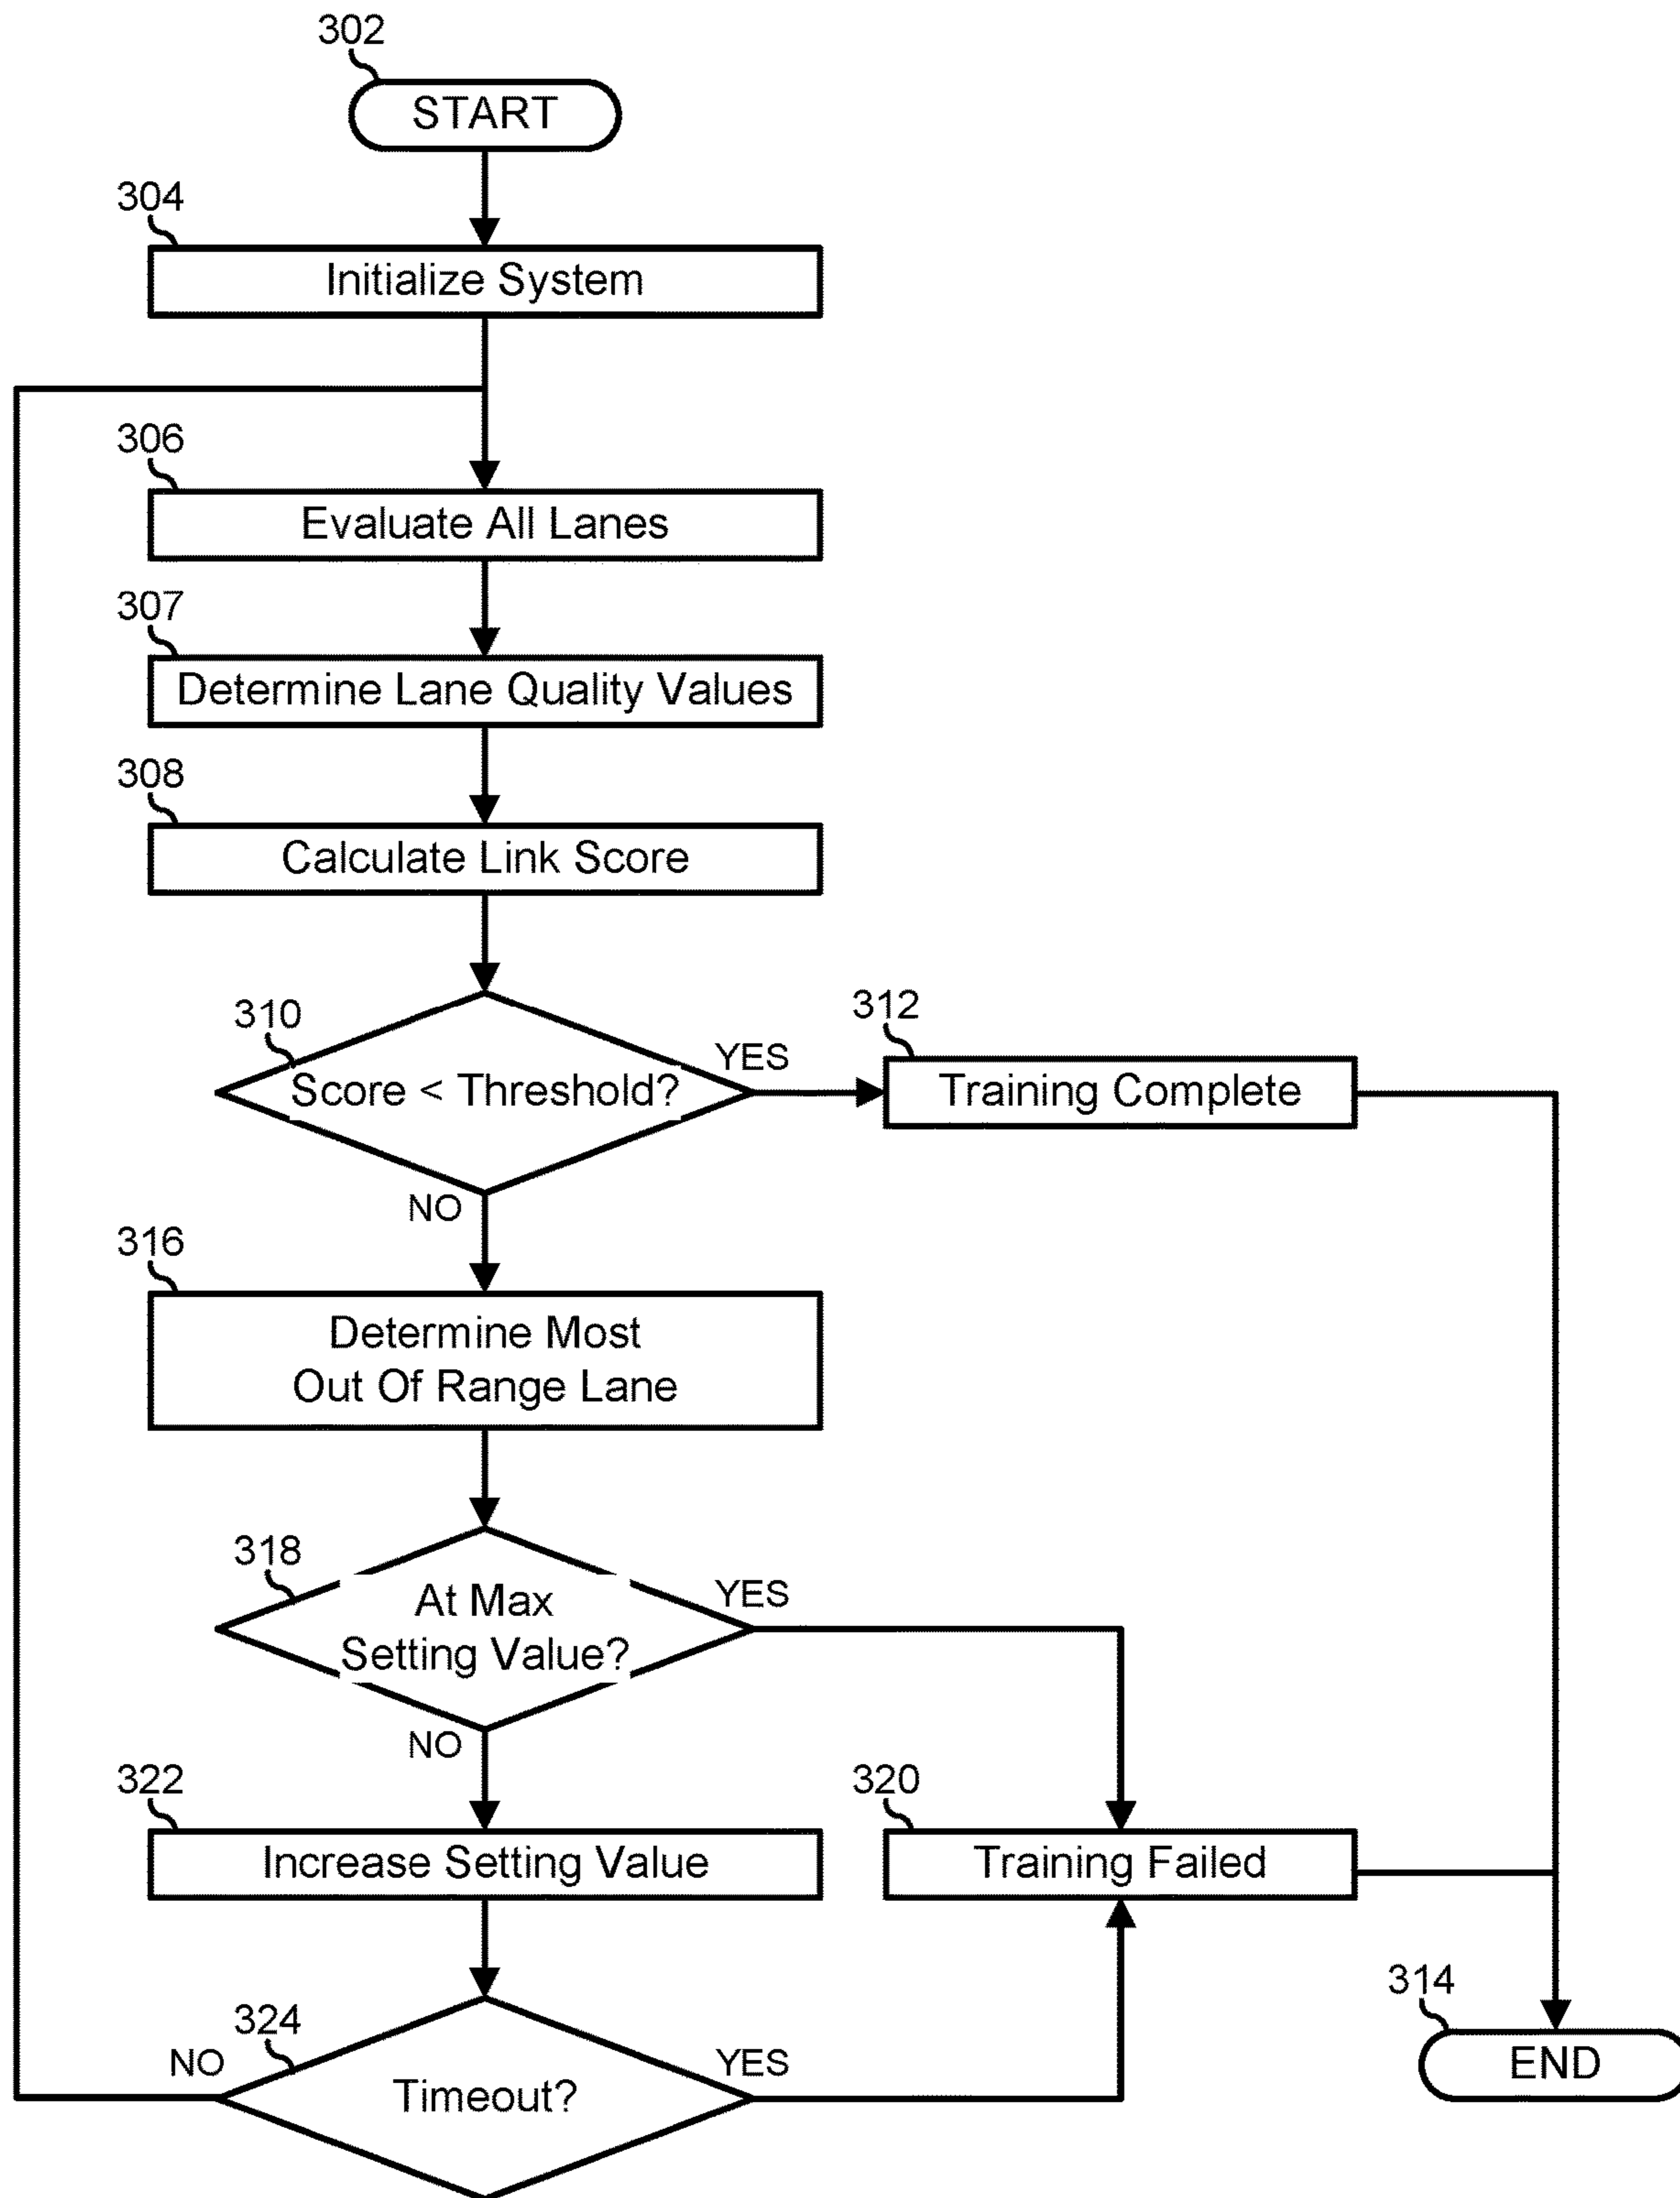 302
START
304
Initialize System
306
Evaluate All Lanes
307
Determine Lane Quality Values
308
Calculate Link Score
310
Score < Threshold?
YES
312
Training Complete
NO
316
Determine Most
Out Of Range Lane
318
At Max
Setting Value?
YES
NO
322
Increase Setting Value
320
Training Failed
324
NO
Timeout?
YES
314
END